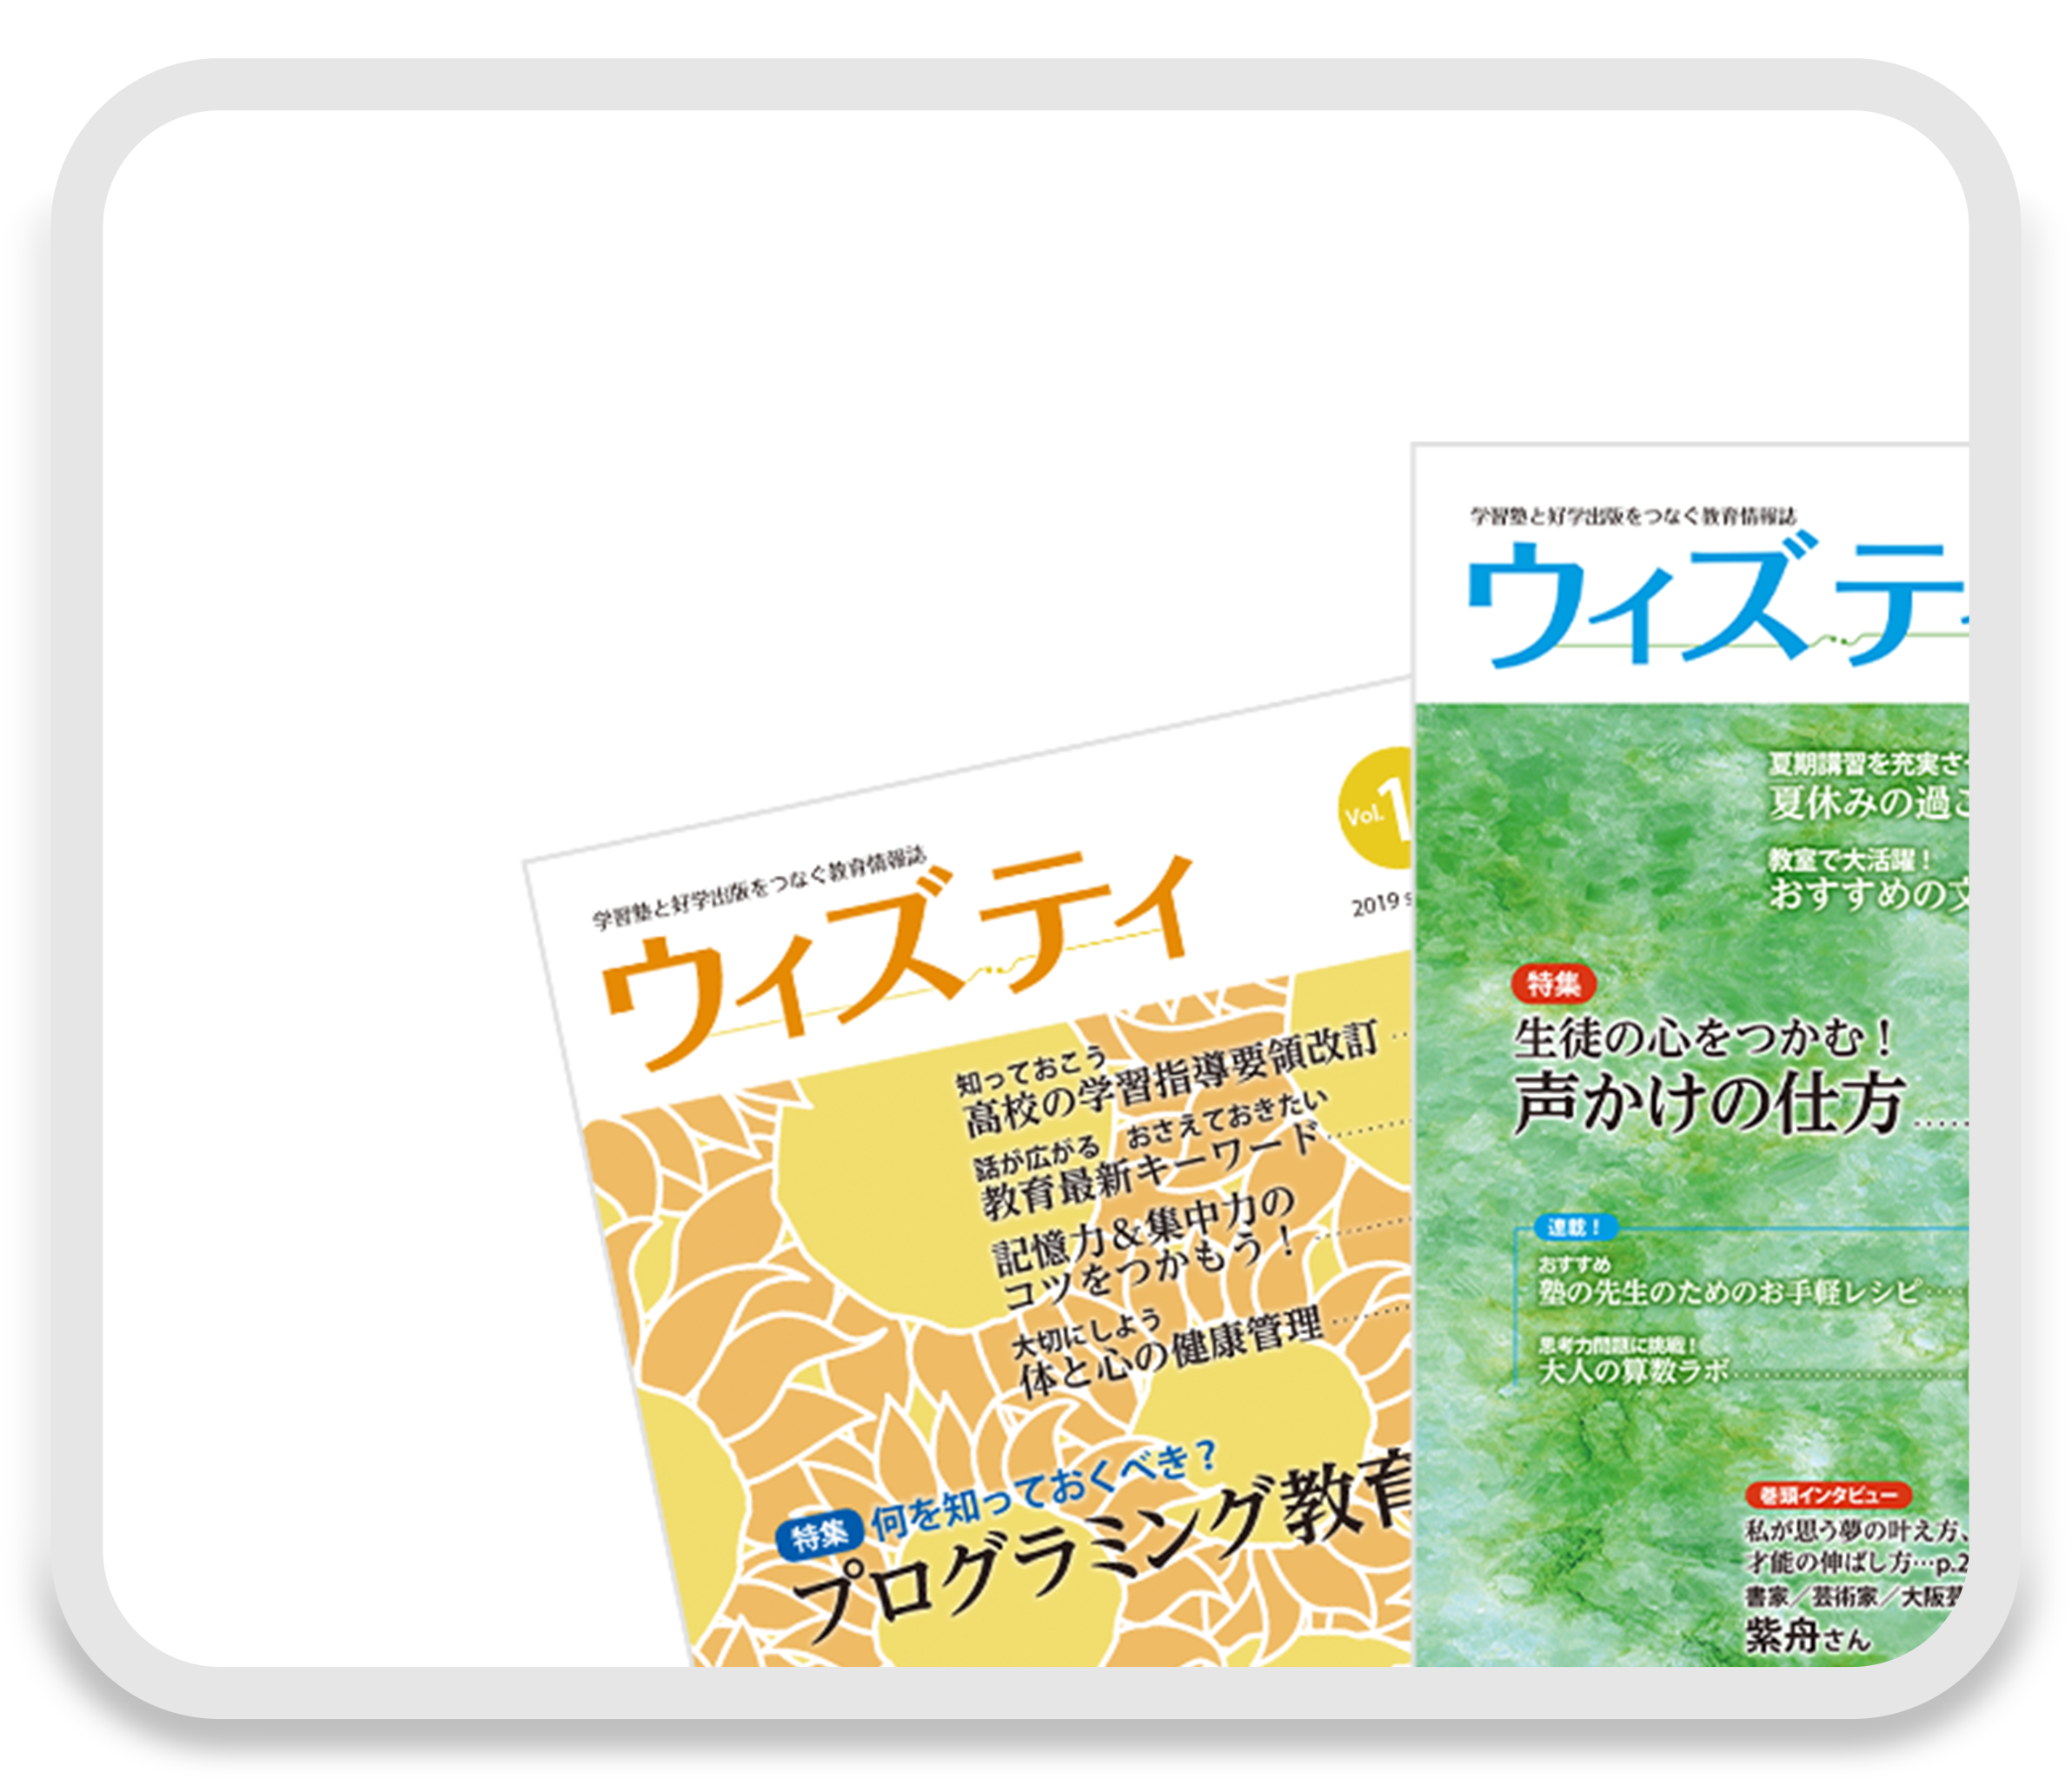 学習塾と好学出版をつなぐ教育情報誌
ウィズティ
Vol.1
2019 s
知っておこう
高校の学習指導要領改訂
話が広がる　おさえておきたい
教育最新キーワード
記憶力&集中力の
コツをつかもう！
大切にしよう
体と心の健康管理
特集 何を知っておくべき？
プログラミング教育
学習塾と好学出版をつなぐ教育情報誌
ウィズテ
夏期講習を充実さ
夏休みの過ご
教室で大活躍！
おすすめの文
特集
生徒の心をつかむ！
声かけの仕方
連載！
おすすめ
塾の先生のためのお手軽レシピ
思考力問題に挑戦！
大人の算数ラボ
巻頭インタビュー
私が思う夢の叶え方、
才能の伸ばし方…p.2
書家／芸術家／大阪芸
紫舟さん